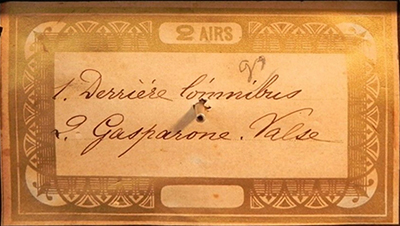 2 AIRS
1. Derrière l'omnibus
2. Gasparone. Valse